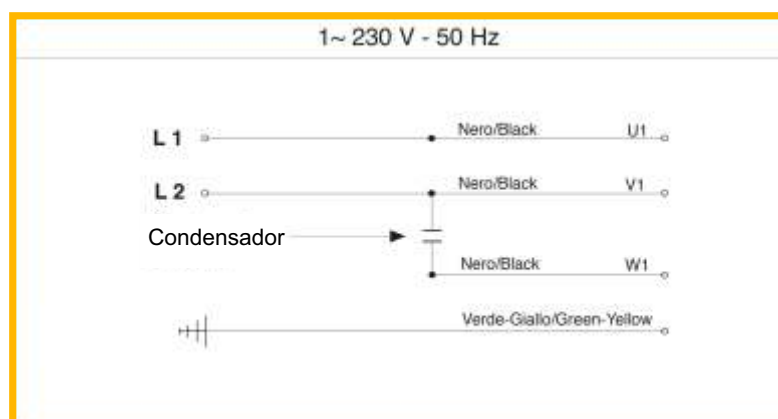 1~ 230 V - 50 Hz
L 1 Nero/Black U1
L 2 Nero/Black V1
Condensador
Nero/Black W1
Verde-Giallo/Green-Yellow